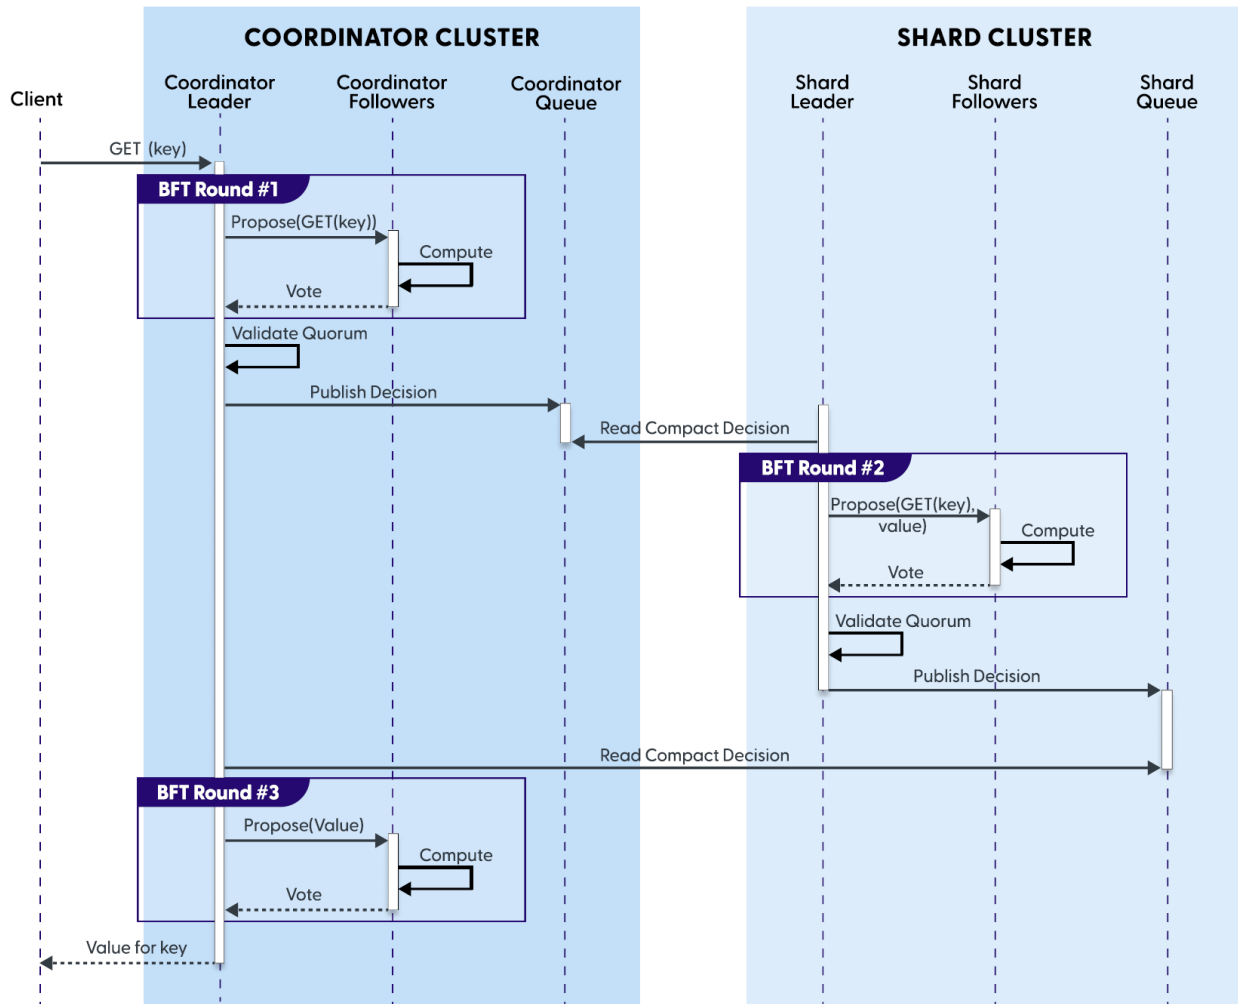 COORDINATOR CLUSTER
SHARD CLUSTER
Client
Coordinator
Leader
Coordinator
Followers
Coordinator
Queue
Shard
Leader
Shard
Followers
Shard
Queue
GET (key)
BFT Round #1
Propose(GET(key))
Compute
Vote
Validate Quorum
Publish Decision
Read Compact Decision
BFT Round #2
Propose(GET(key),
value)
Compute
Vote
Validate Quorum
Publish Decision
Read Compact Decision
BFT Round #3
Propose(Value)
Compute
Vote
Value for key